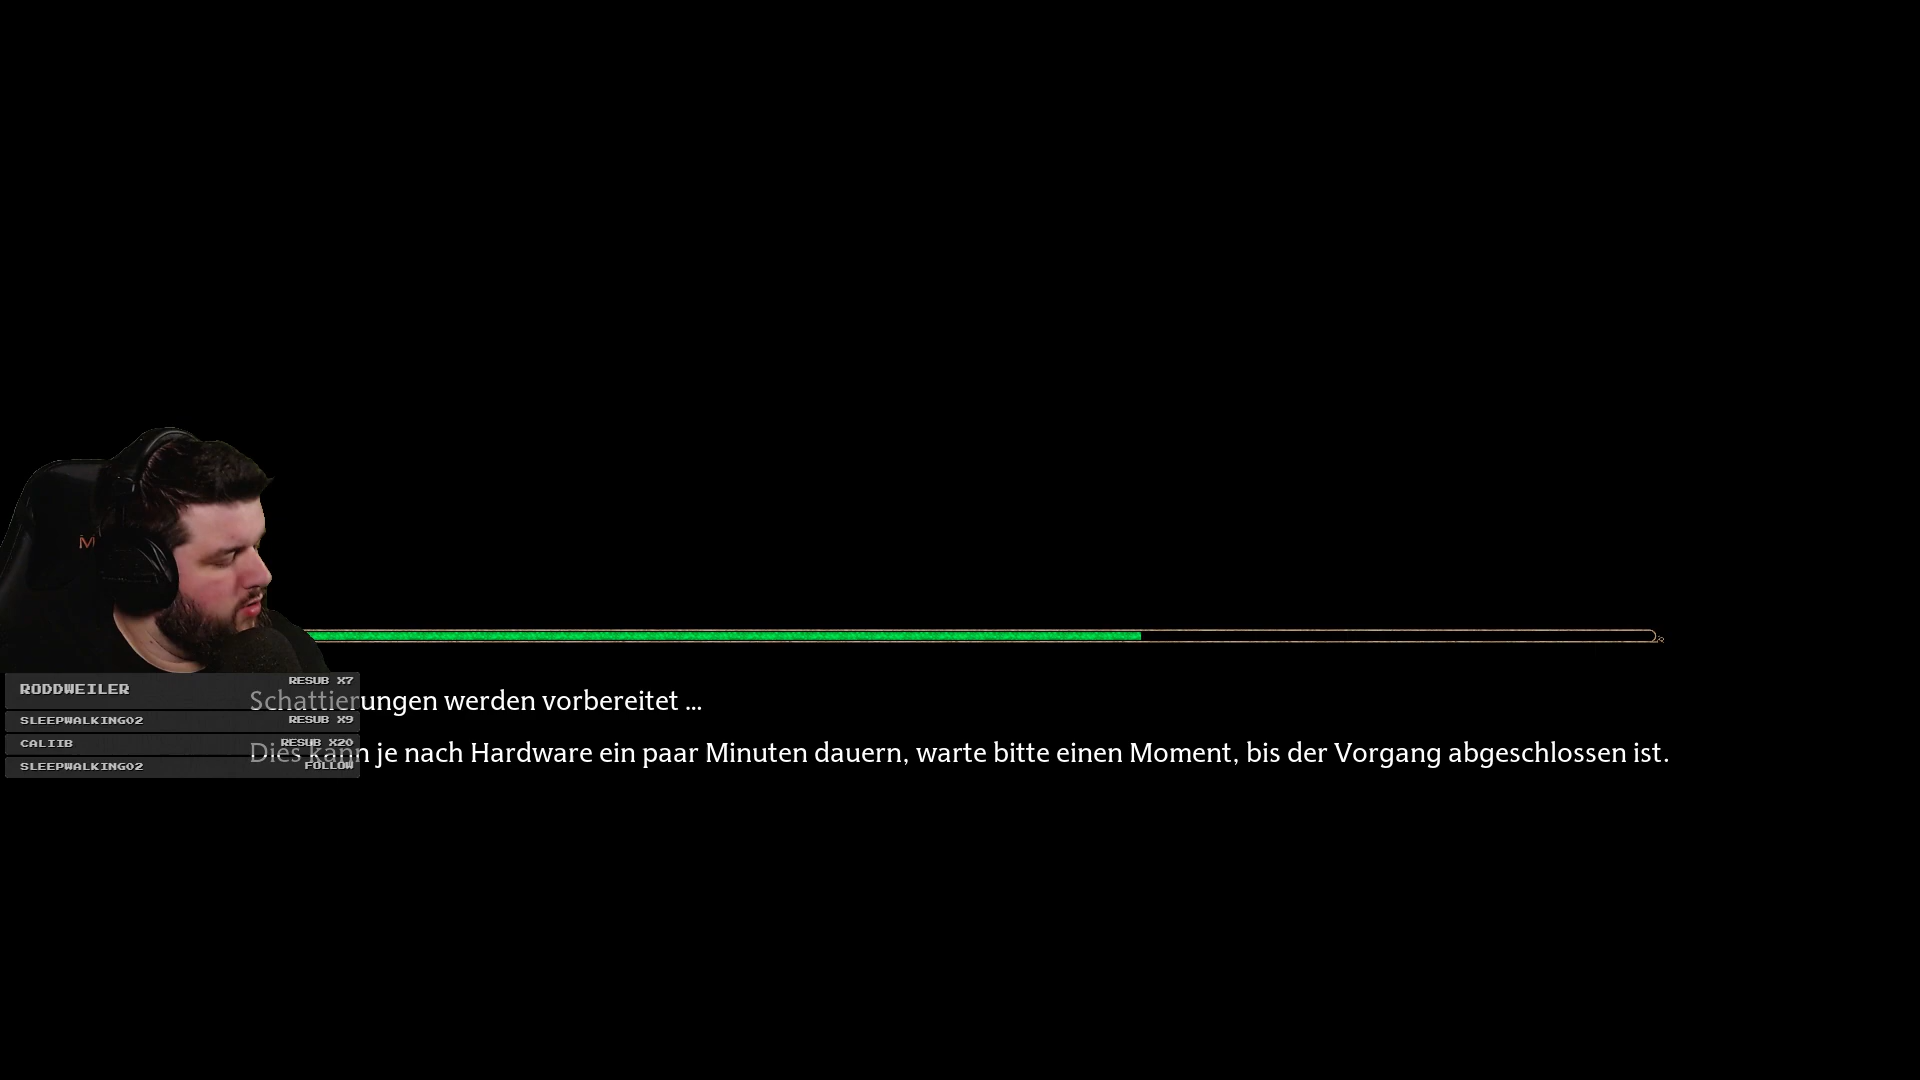 M
RODDWEILER RESUB X7
Schattierungen werden vorbereitet ...
SLEEPWALKING02 RESUB X9
CALIIB RESUB X20
Dies kann je nach Hardware ein paar Minuten dauern, warte bitte einen Moment, bis der Vorgang abgeschlossen ist.
SLEEPWALKING02 FOLLOW